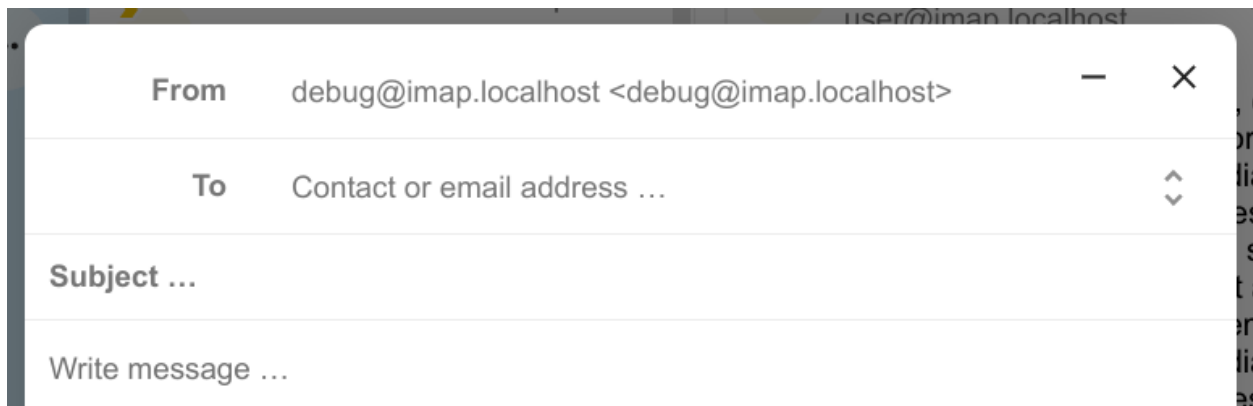 user@imap.localhost
From debug@imap.localhost <debug@imap.localhost>
To Contact or email address …
Subject …
Write message …